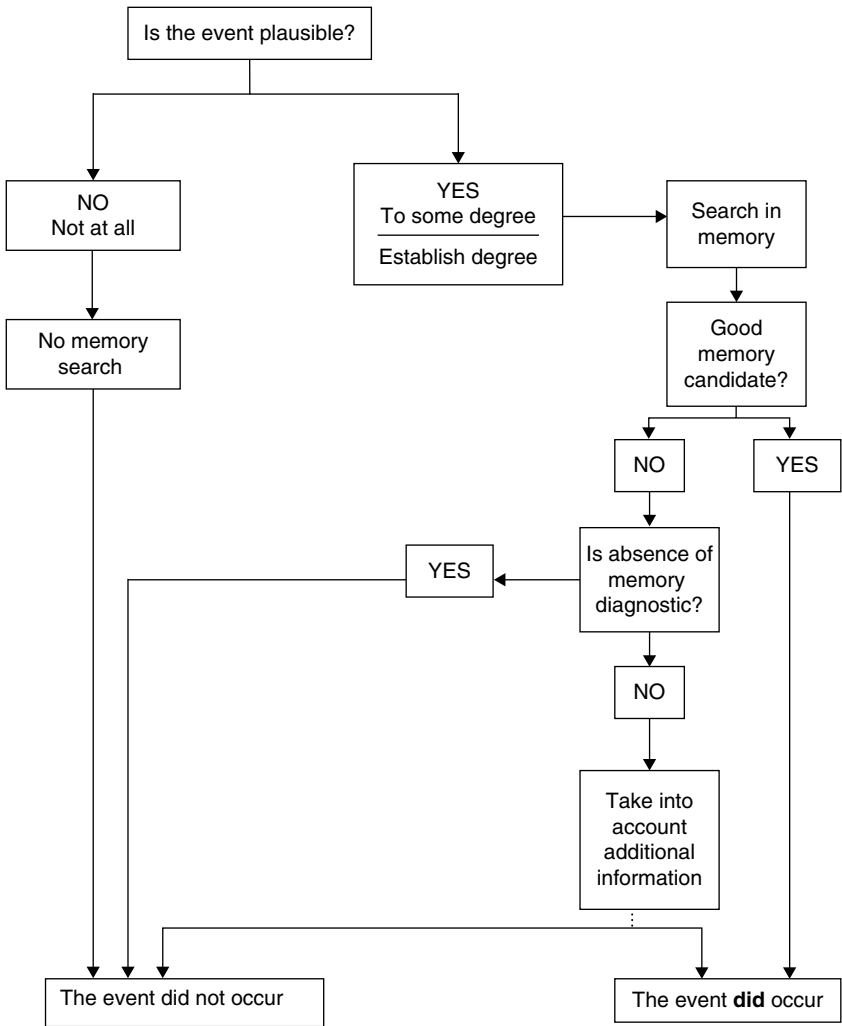 Is the event plausible?
NO
Not at all
YES
To some degree
Establish degree
Search in
memory
No memory
search
Good
memory
candidate?
NO
YES
Is absence of
memory
diagnostic?
YES
NO
Take into
account
additional
information
The event did not occur
The event did occur